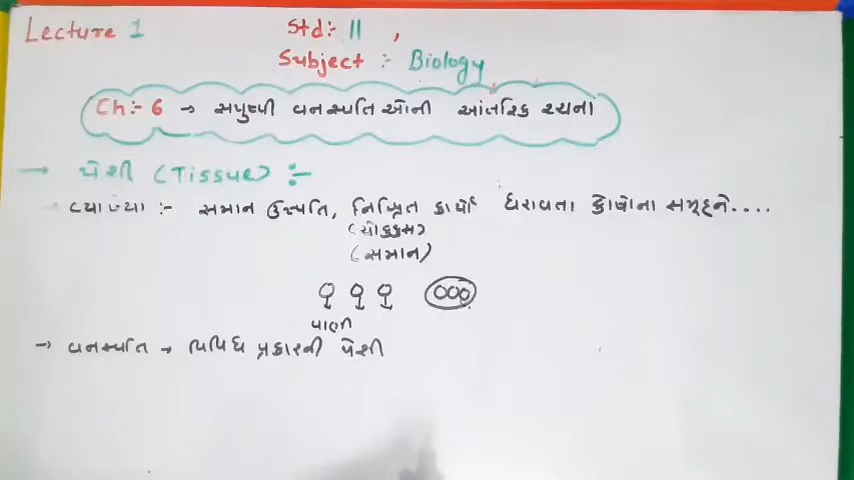 Lecture 1
Std:- 11 ,
Subject :- Biology
Ch:- 6 → સપુષ્પી વનસ્પતિઓની આંતરિક રચના
→ પેશી (Tissue) :-
વ્યાખ્યા :- સમાન ઉત્પતિ, નિશ્ચિત કાર્યો ધરાવતા કોષોના સમૂહને....
(ચોક્કસ)
(સમાન)
પાણી
→ વનસ્પતિ → વિવિધ પ્રકારની પેશી